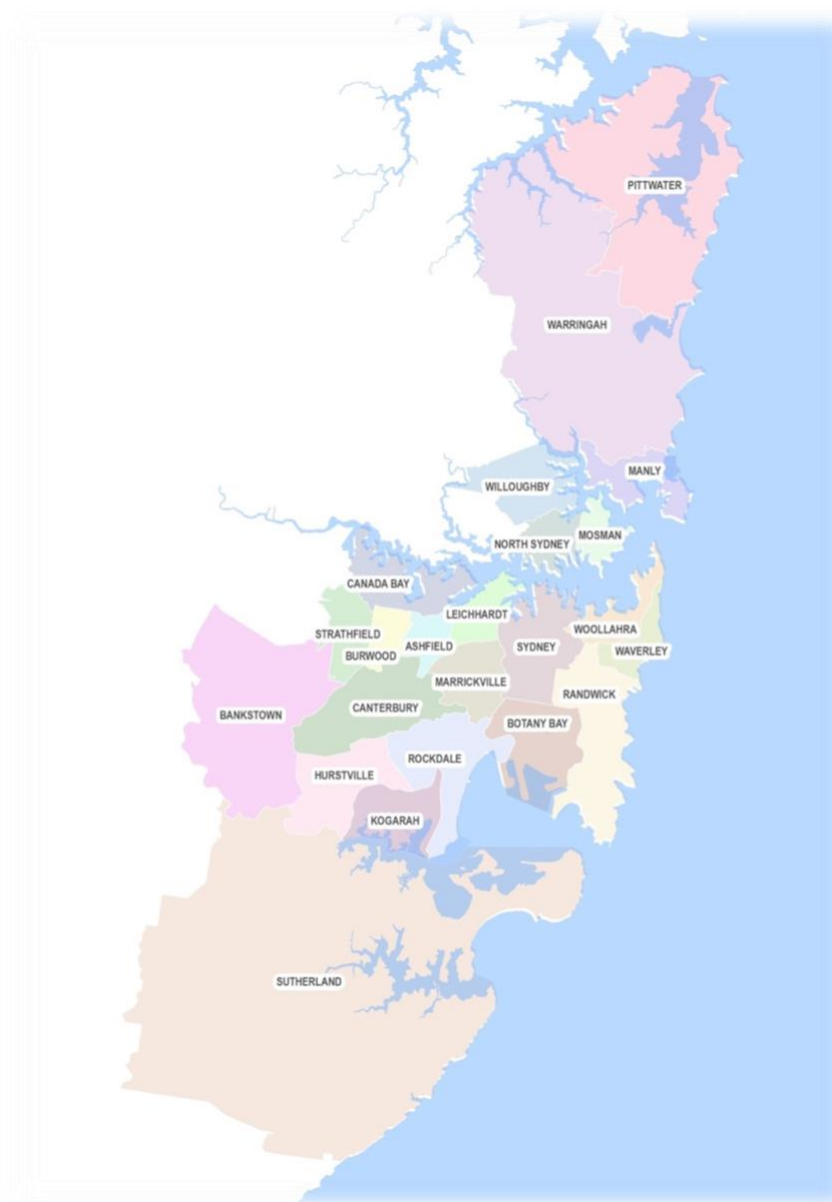 PITTWATER
WARRINGAH
MANLY
WILLOUGHBY
MOSMAN
NORTH SYDNEY
CANADA BAY
LEICHHARDT
STRATHFIELD
WOOLLAHRA
ASHFIELD
SYDNEY
BURWOOD
WAVERLEY
MARRICKVILLE
RANDWICK
CANTERBURY
BANKSTOWN
BOTANY BAY
ROCKDALE
HURSTVILLE
KOGARAH
SUTHERLAND